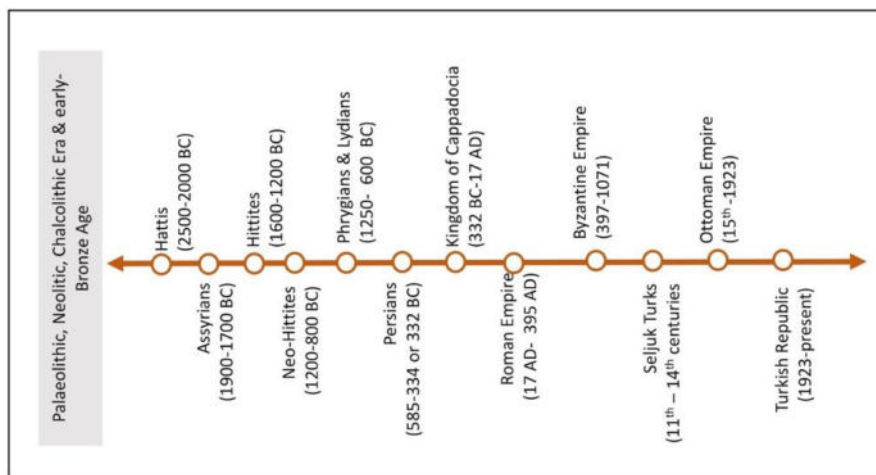 Palaeolithic, Neolitic, Chalcolithic Era & early-
Bronze Age
Hattis
(2500-2000 BC)
Assyrians
(1900-1700 BC)
Hittites
(1600-1200 BC)
Neo-Hittites
(1200-800 BC)
Phrygians & Lydians
(1250- 600 BC)
Persians
(585-334 or 332 BC)
Kingdom of Cappadocia
(332 BC-17 AD)
Roman Empire
(17 AD- 395 AD)
Byzantine Empire
(397-1071)
Seljuk Turks
(11th – 14th centuries
Ottoman Empire
(15th -1923)
Turkish Republic
(1923-present)